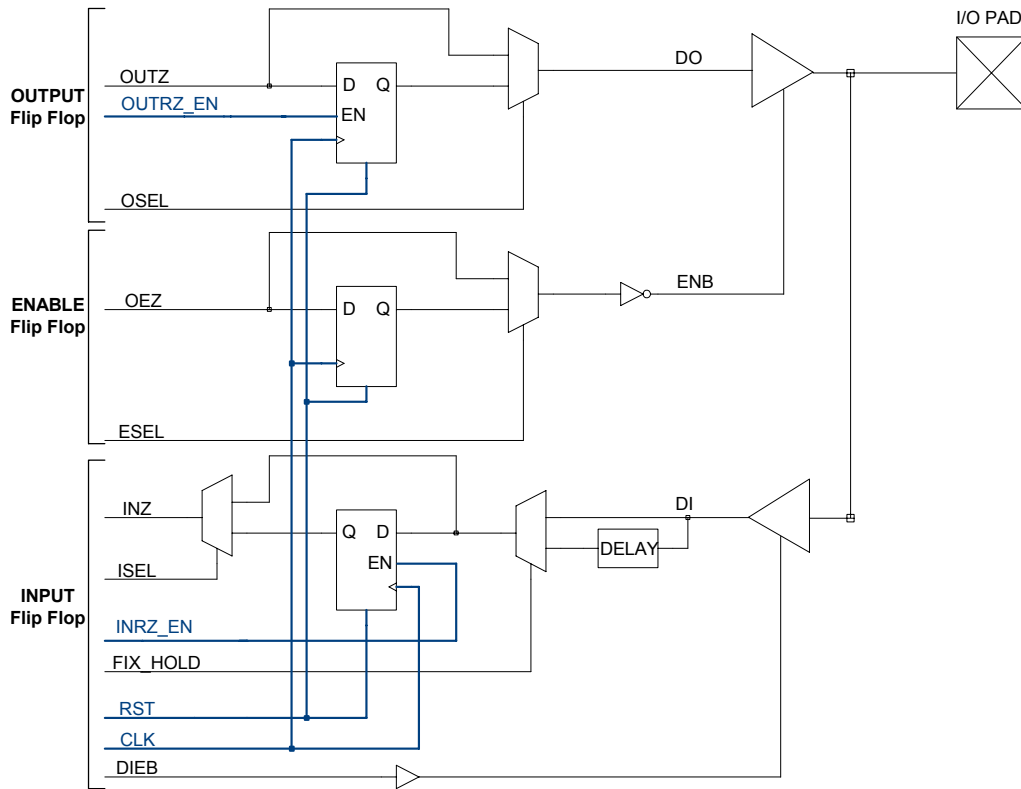 I/O PAD
OUTPUT
Flip Flop
OUTZ
OUTRZ_EN
D Q
EN
OSEL
DO
ENABLE
Flip Flop
OEZ
D Q
ESEL
ENB
INPUT
Flip Flop
INZ
ISEL
Q D
EN
DI
DELAY
INRZ_EN
FIX_HOLD
RST
CLK
DIEB